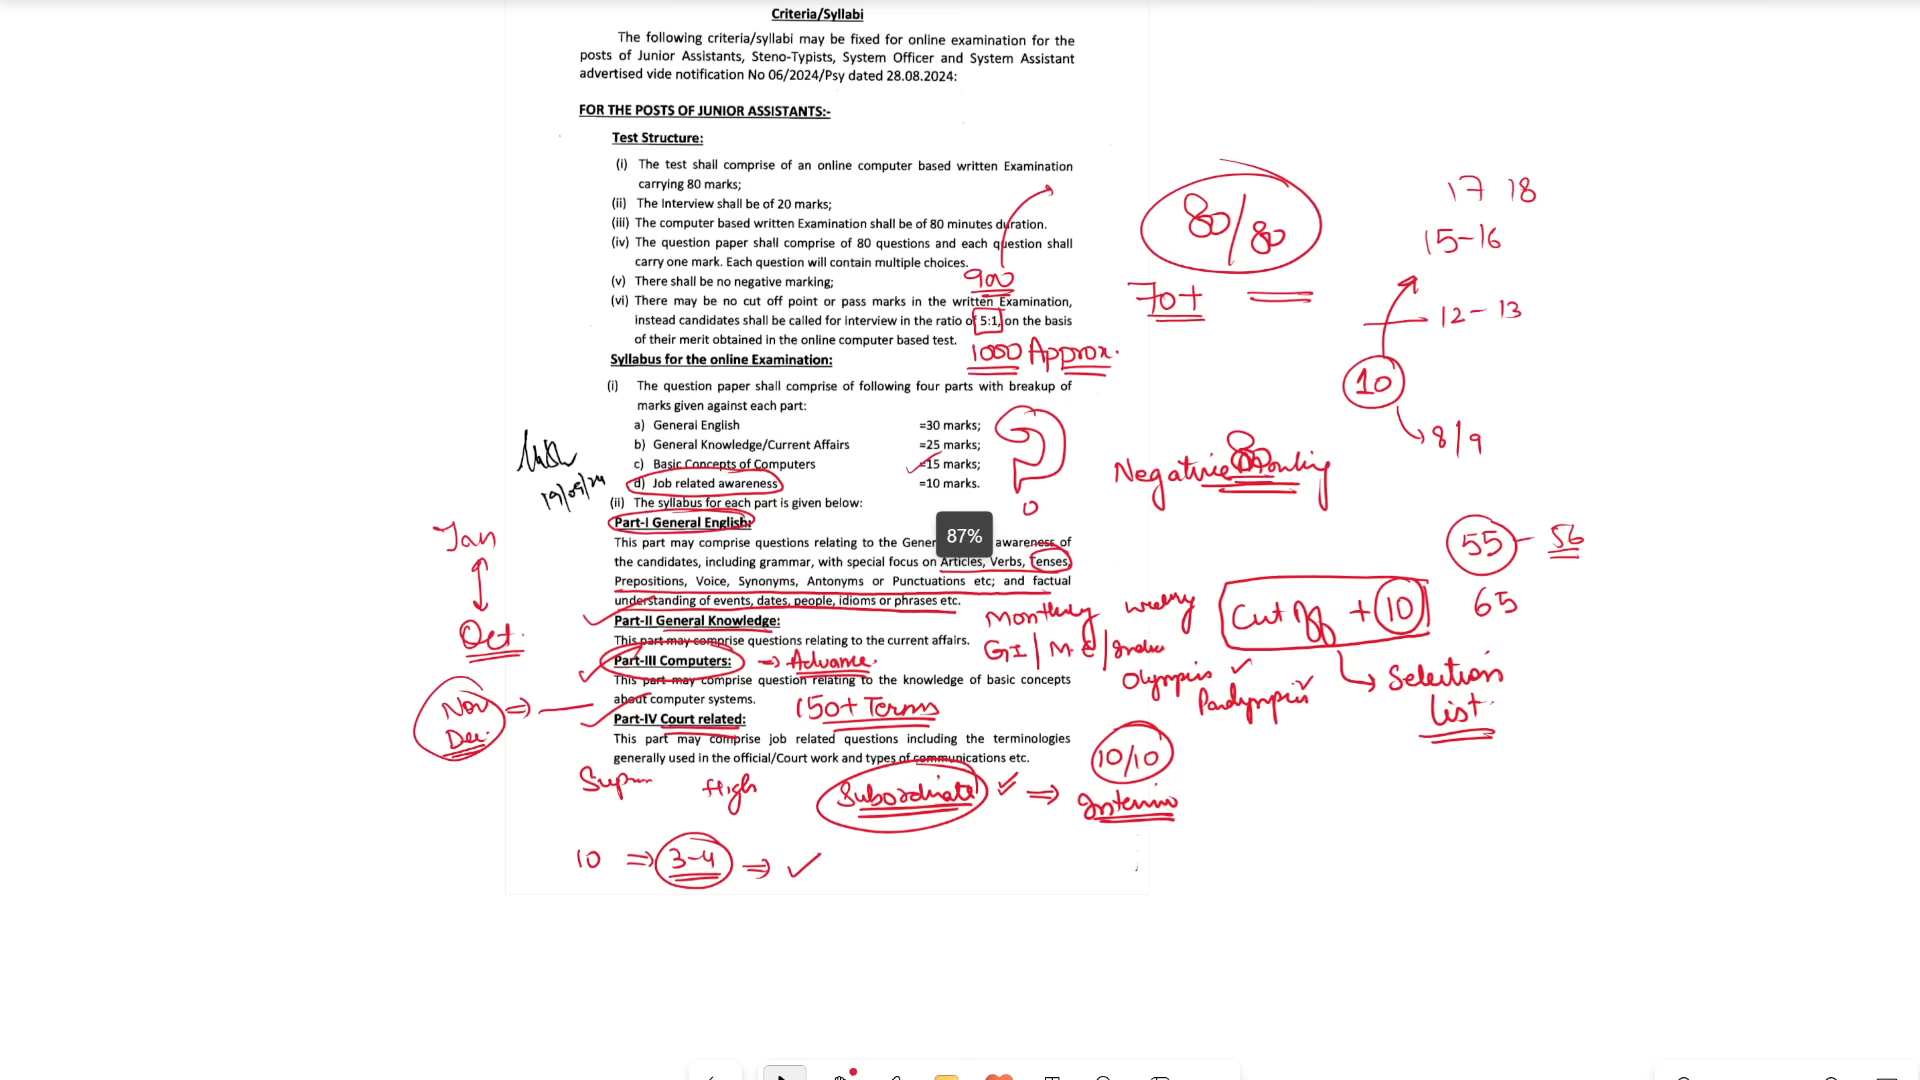 Criteria/Syllabi
The following criteria/syllabi may be fixed for online examination for the
posts of Junior Assistants, Steno-Typists, System Officer and System Assistant
advertised vide notification No 06/2024/Psy dated 28.08.2024:
FOR THE POSTS OF JUNIOR ASSISTANTS:-
Test Structure:
(i) The test shall comprise of an online computer based written Examination
carrying 80 marks;
(ii) The Interview shall be of 20 marks;
(iii) The computer based written Examination shall be of 80 minutes duration.
(iv) The question paper shall comprise of 80 questions and each question shall
carry one mark. Each question will contain multiple choices.
(v) There shall be no negative marking;
(vi) There may be no cut off point or pass marks in the written Examination,
instead candidates shall be called for interview in the ratio of 5:1, on the basis
of their merit obtained in the online computer based test.
Syllabus for the online Examination:
(i) The question paper shall comprise of following four parts with breakup of
marks given against each part:
a) General English =30 marks;
b) General Knowledge/Current Affairs =25 marks;
c) Basic Concepts of Computers =15 marks;
d) Job related awareness =10 marks.
(ii) The syllabus for each part is given below:
Part-I General English:
This part may comprise questions relating to the Gener awareness of
the candidates, including grammar, with special focus on Articles, Verbs, Tenses,
Prepositions, Voice, Synonyms, Antonyms or Punctuations etc; and factual
understanding of events, dates, people, idioms or phrases etc.
Part-II General Knowledge:
This part may comprise questions relating to the current affairs.
Part-III Computers:
This part may comprise question relating to the knowledge of basic concepts
about computer systems.
Part-IV Court related:
This part may comprise job related questions including the terminologies
generally used in the official/Court work and types of communications etc.
87%
900
1000 Approx.
80/80
70+
17 18
15-16
12-13
10
8/9
Negative Marking
80
19/09/24
?
Jan
Oct.
Nov
Dec.
55 - 56
65
Cut off + 10
Selection
list.
Monthly weekly
GI/M.E/Index
Olympics
Paralympics
⇒ Advance.
150+ Terms
10/10
Suprem High Subordinate ⇒ Interview
10 ⇒ 3-4 ⇒